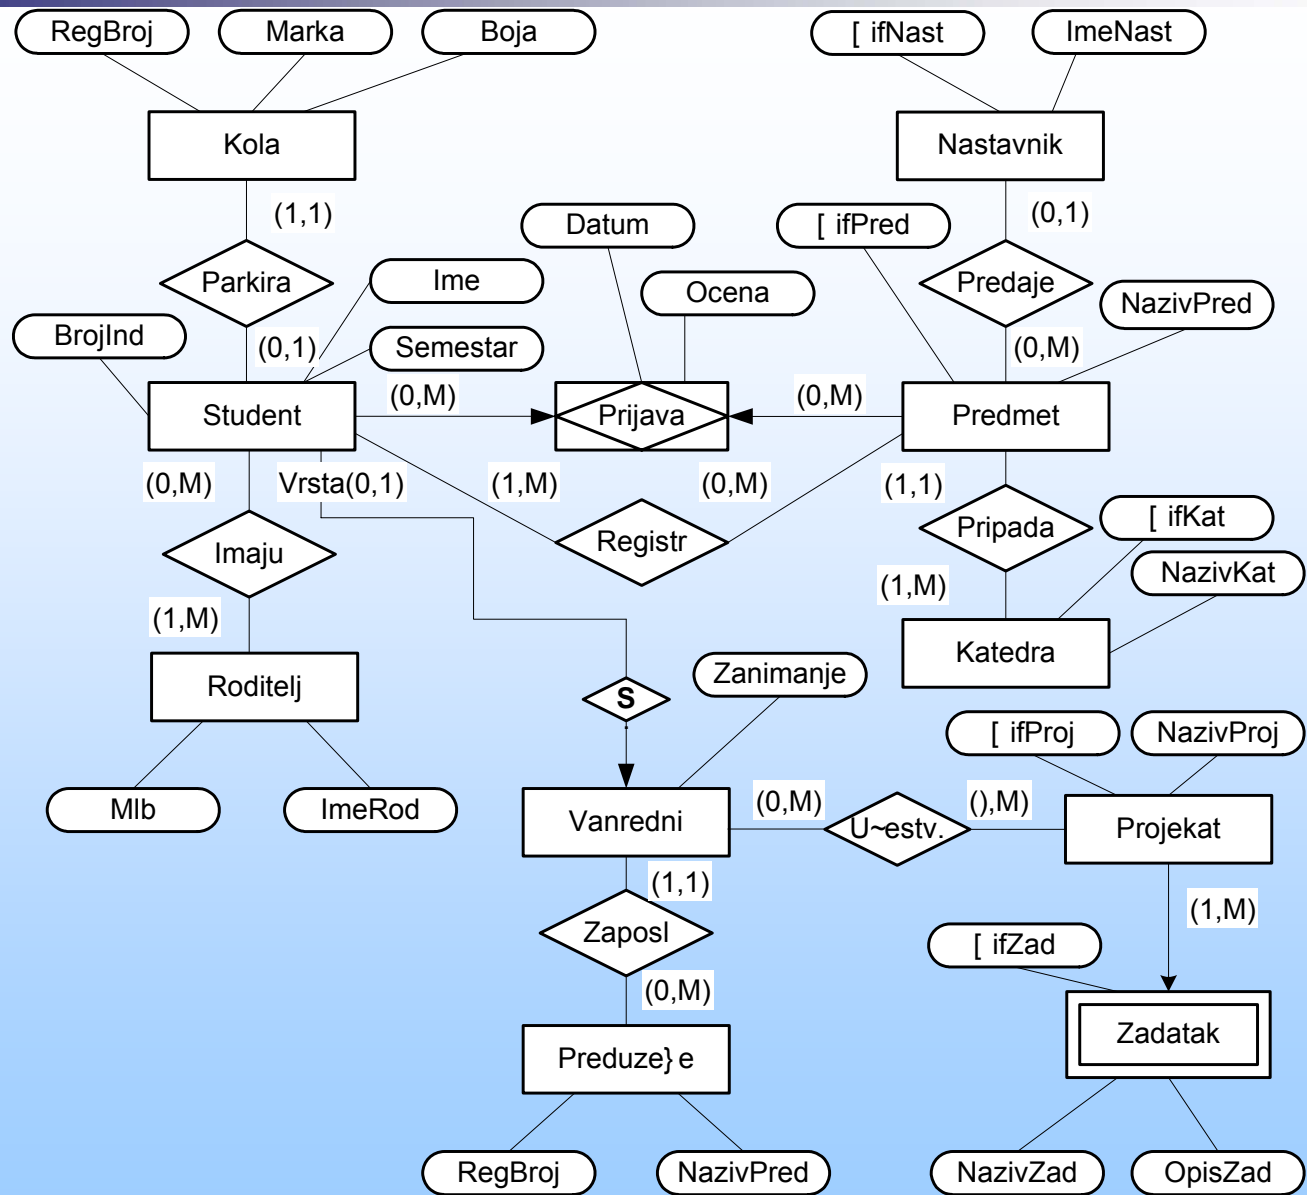 RegBroj
Marka
Boja
[ ifNast
ImeNast
Kola
Nastavnik
(1,1)
(0,1)
Datum
[ ifPred
Parkira
Ime
Predaje
Ocena
NazivPred
BrojInd
(0,1)
Semestar
(0,M)
(0,M)
(0,M)
Student
Prijava
Predmet
(0,M)
Vrsta(0,1)
(1,M)
(0,M)
(1,1)
[ ifKat
Imaju
Registr
Pripada
NazivKat
(1,M)
(1,M)
Katedra
Roditelj
Zanimanje
S
[ ifProj
NazivProj
Mlb
ImeRod
(0,M)
(),M)
Vanredni
U~estv.
Projekat
(1,1)
(1,M)
Zaposl
[ ifZad
(0,M)
Zadatak
Preduze} e
RegBroj
NazivPred
NazivZad
OpisZad